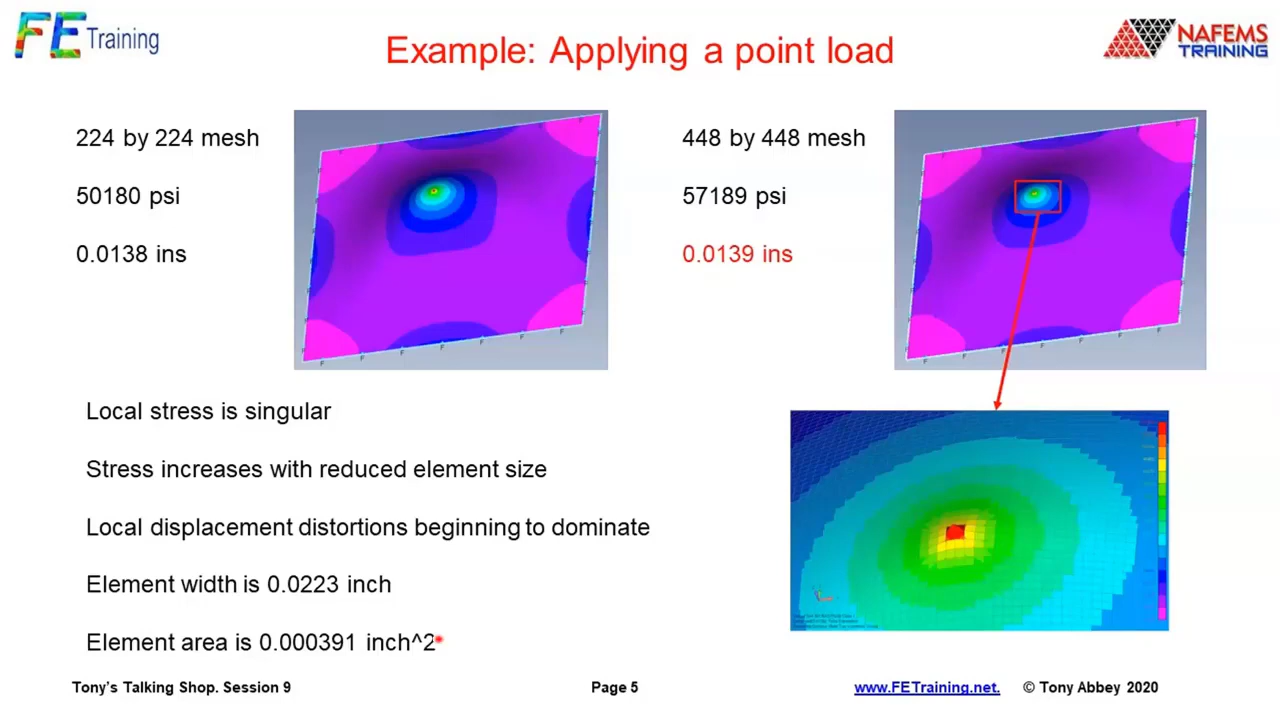 FE Training
Example: Applying a point load
NAFEMS
TRAINING
224 by 224 mesh
50180 psi
0.0138 ins
448 by 448 mesh
57189 psi
0.0139 ins
Local stress is singular
Stress increases with reduced element size
Local displacement distortions beginning to dominate
Element width is 0.0223 inch
Element area is 0.000391 inch^2
Tony's Talking Shop. Session 9
Page 5
www.FETraining.net.
© Tony Abbey 2020